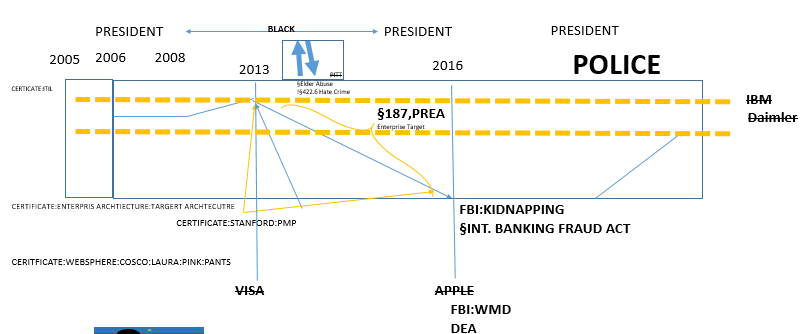 PRESIDENT
BLACK
PRESIDENT
PRESIDENT
2005
2006
2008
2013
2016
POLICE
PITT
§Elder Abuse
!§422.6 Hate Crime
CERTICATE:ITIL
§187,PREA
Enterprise Target
IBM
Daimler
CERTIFICATE:ENTERPRIS ARCHTIECTURE:TARGERT ARCHTECUTRE
CERTIFICATE:STANFORD:PMP
FBI:KIDNAPPING
§INT. BANKING FRAUD ACT
CERITFICATE:WEBSPHERE:COSCO:LAURA:PINK:PANTS
VISA
APPLE
FBI:WMD
DEA